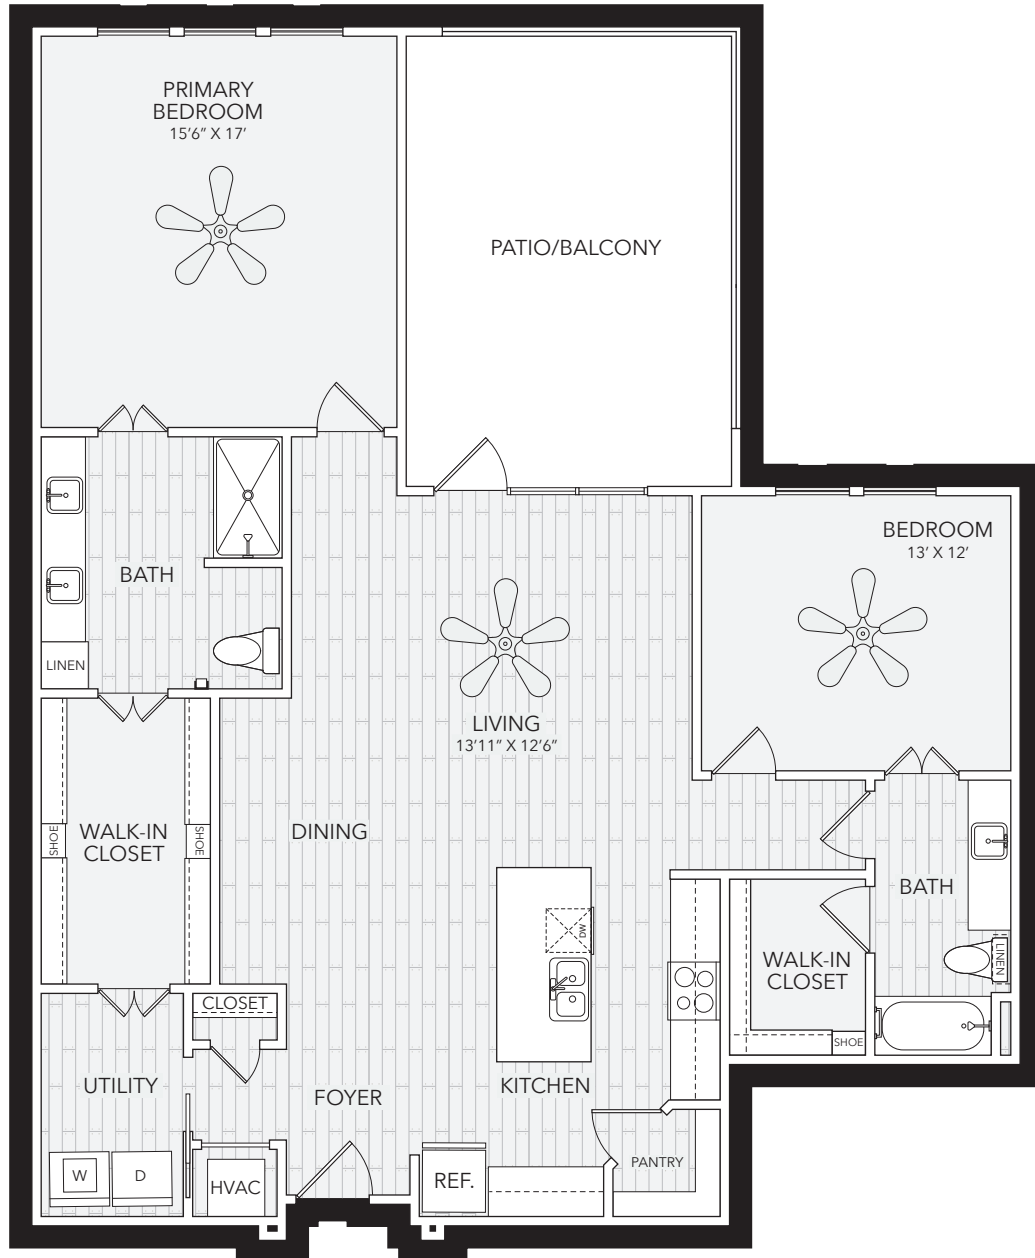 PRIMARY
BEDROOM
15'6" X 17'
PATIO/BALCONY
BEDROOM
13' X 12'
BATH
LINEN
LIVING
13'11" X 12'6"
SHOE
WALK-IN
CLOSET
SHOE
DINING
BATH
DW
WALK-IN
CLOSET
LINEN
SHOE
CLOSET
UTILITY
FOYER
KITCHEN
W
D
HVAC
REF.
PANTRY